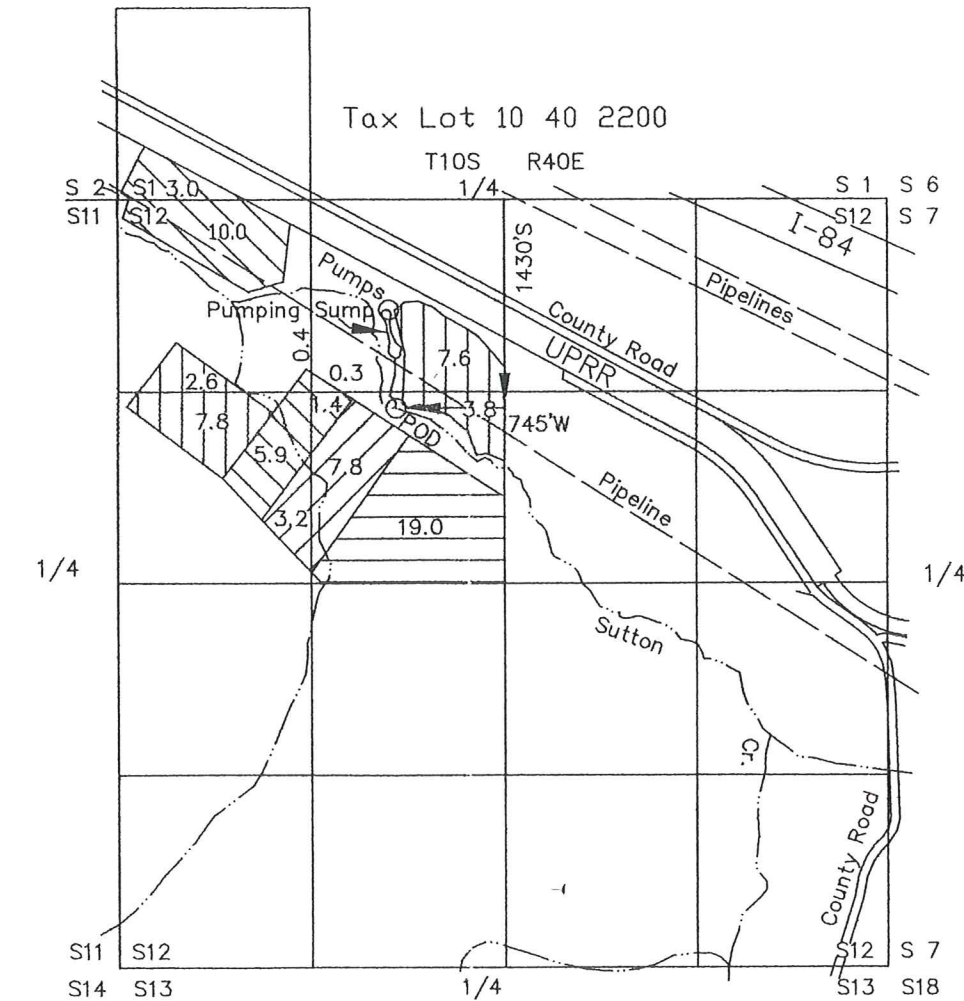 Tax Lot 10 40 2200
T10S R40E
S 2 S1 3.0 1/4 S 1 S 6
S11 S12 S12 S 7
10.0
I-84
1430'S
Pumps
Pipelines
Pumping Sump
County Road
0.4
7.6
UPRR
0.3
2.6
1.4
3.8
7.8
POD
745'W
5.9
7.8
Pipeline
3.2
19.0
1/4 1/4
Sutton
Cr.
County Road
S11 S12 S12 S 7
S14 S13 1/4 S13 S18